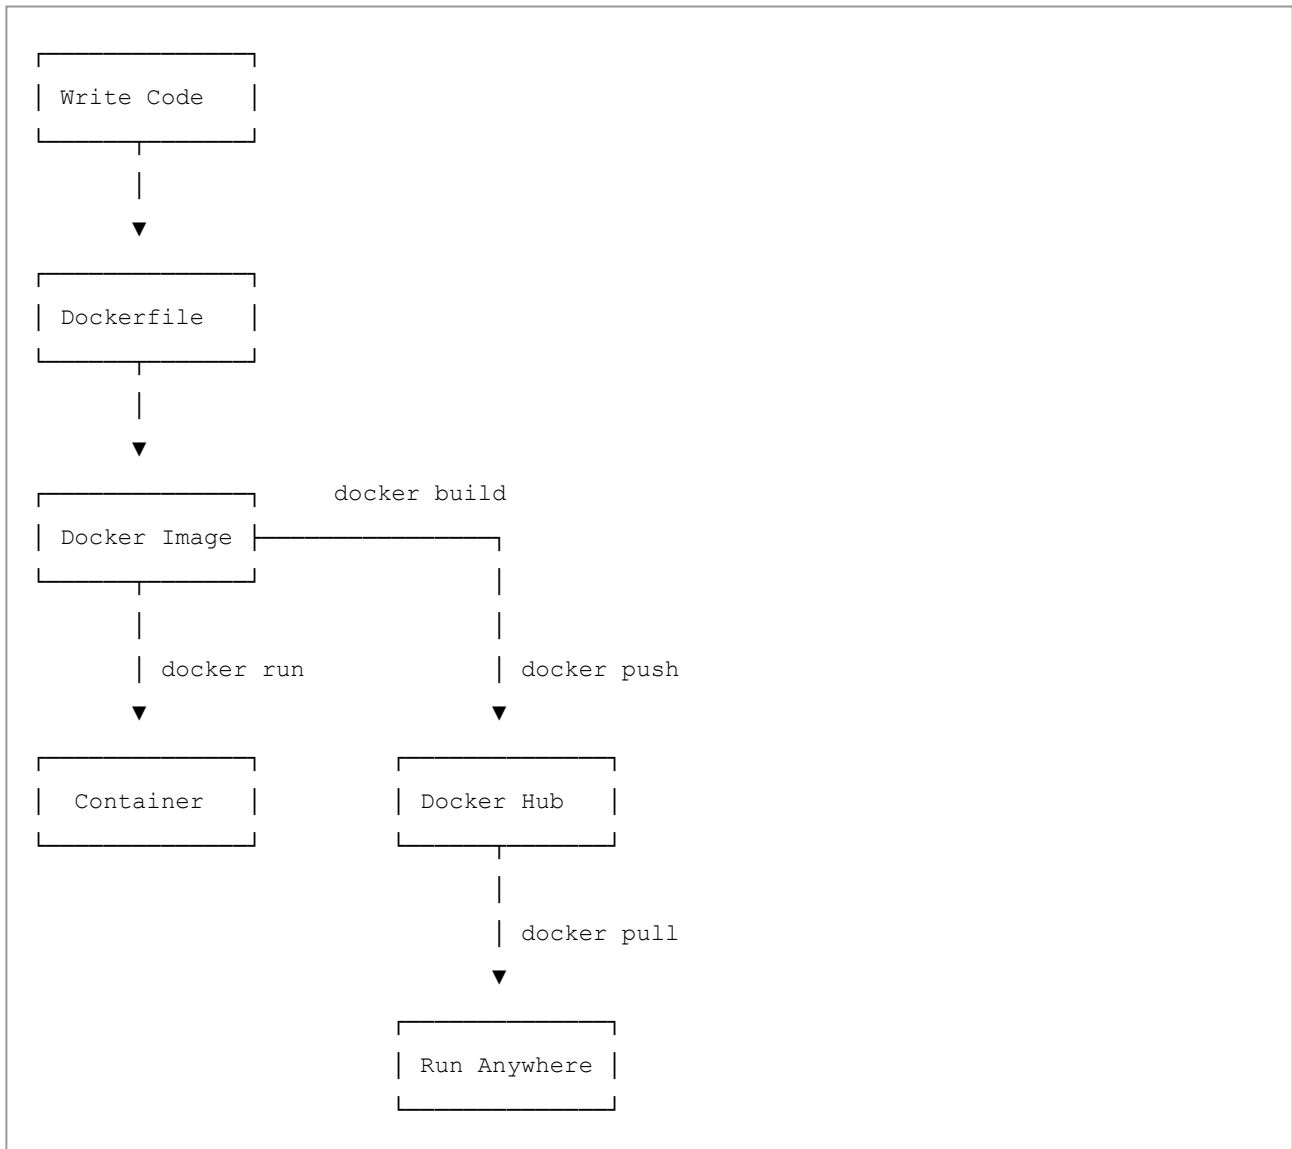 Write Code
Dockerfile
docker build
Docker Image
docker run
docker push
Container
Docker Hub
docker pull
Run Anywhere